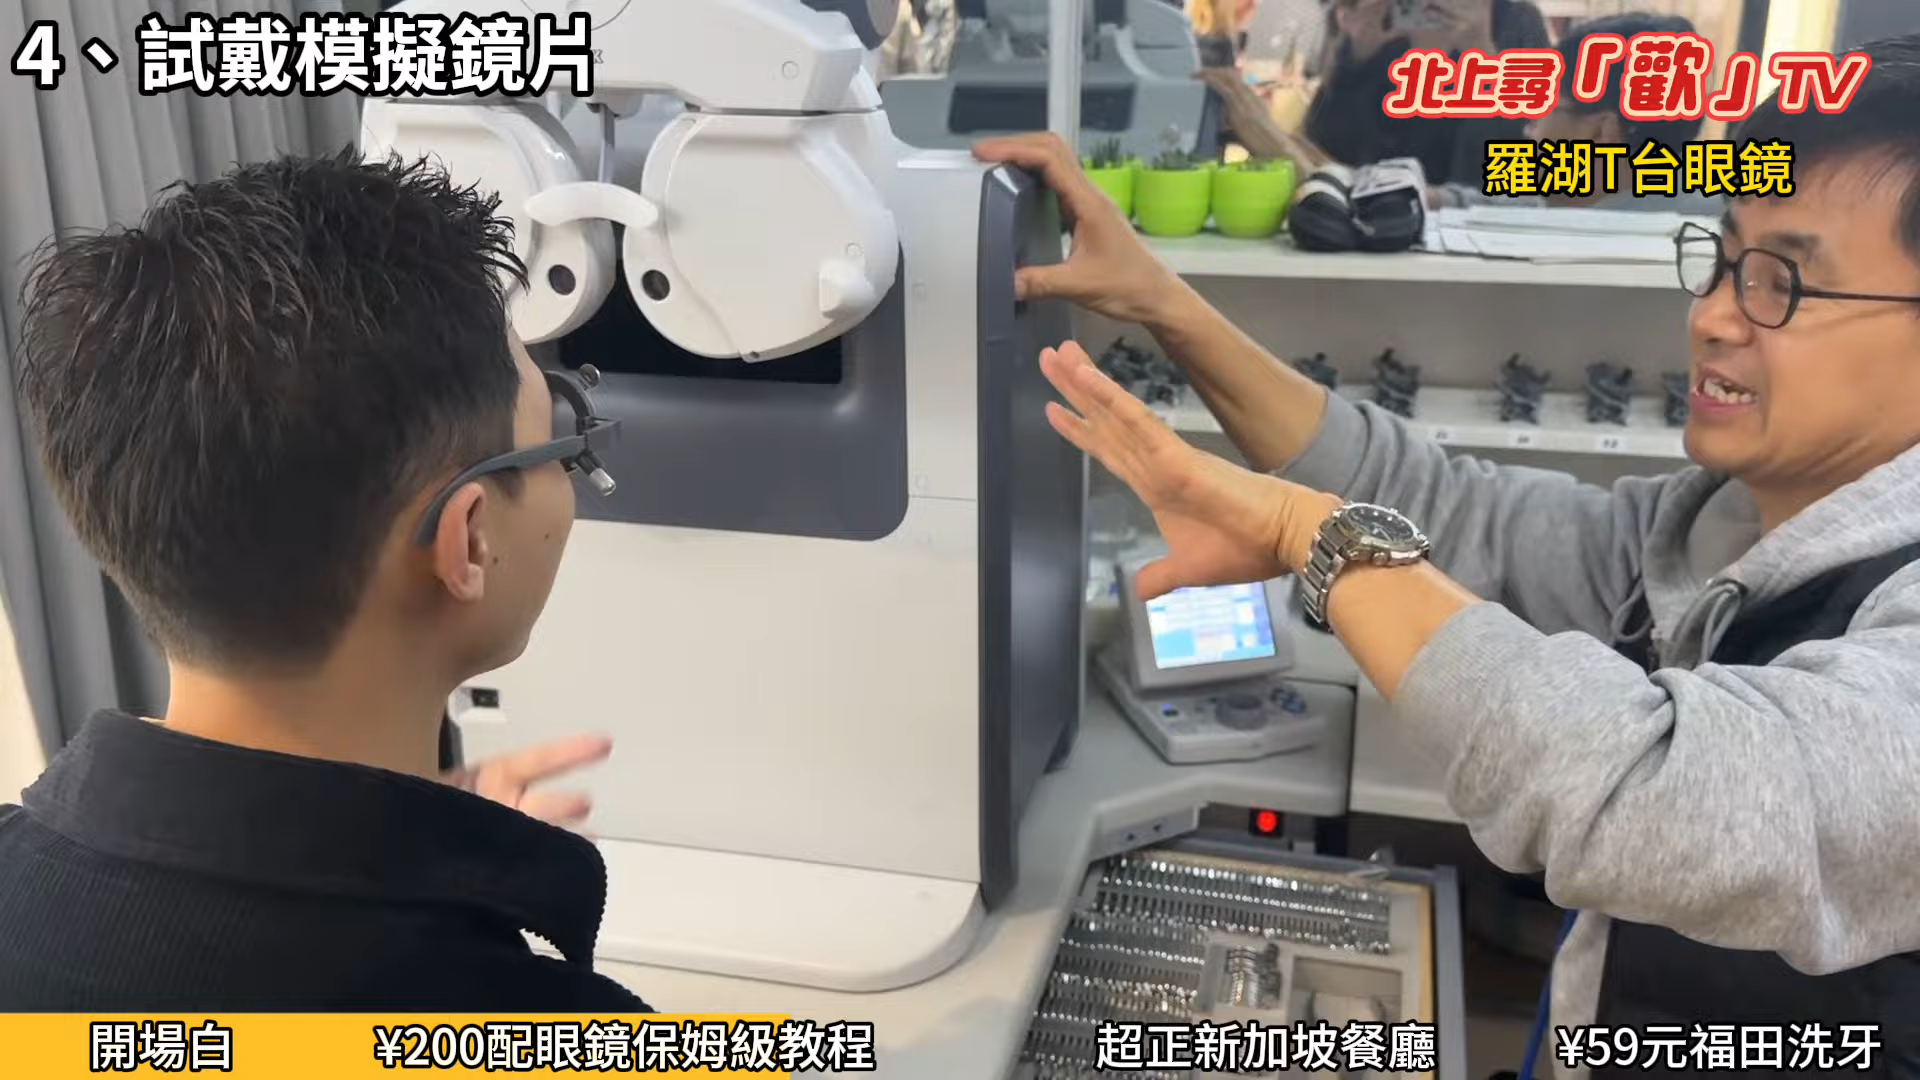 4、試戴模擬鏡片
北上尋「歡」TV
羅湖T台眼鏡
開場白
¥200配眼鏡保姆級教程
超正新加坡餐廳
¥59元福田洗牙